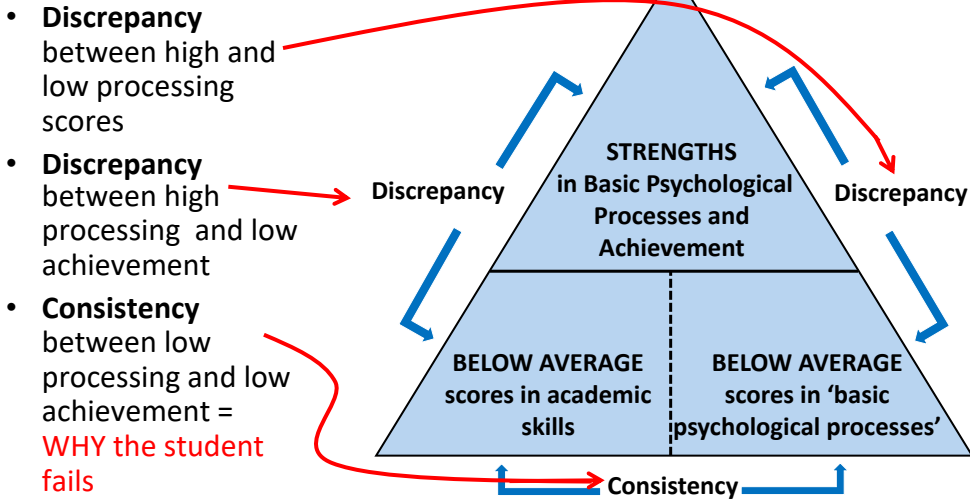 • Discrepancy
between high and
low processing
scores
• Discrepancy
between high
processing and low
achievement
• Consistency
between low
processing and low
achievement =
WHY the student
fails
STRENGTHS
in Basic Psychological
Processes and
Achievement
Discrepancy
Discrepancy
BELOW AVERAGE
scores in academic
skills
BELOW AVERAGE
scores in ‘basic
psychological processes’
Consistency